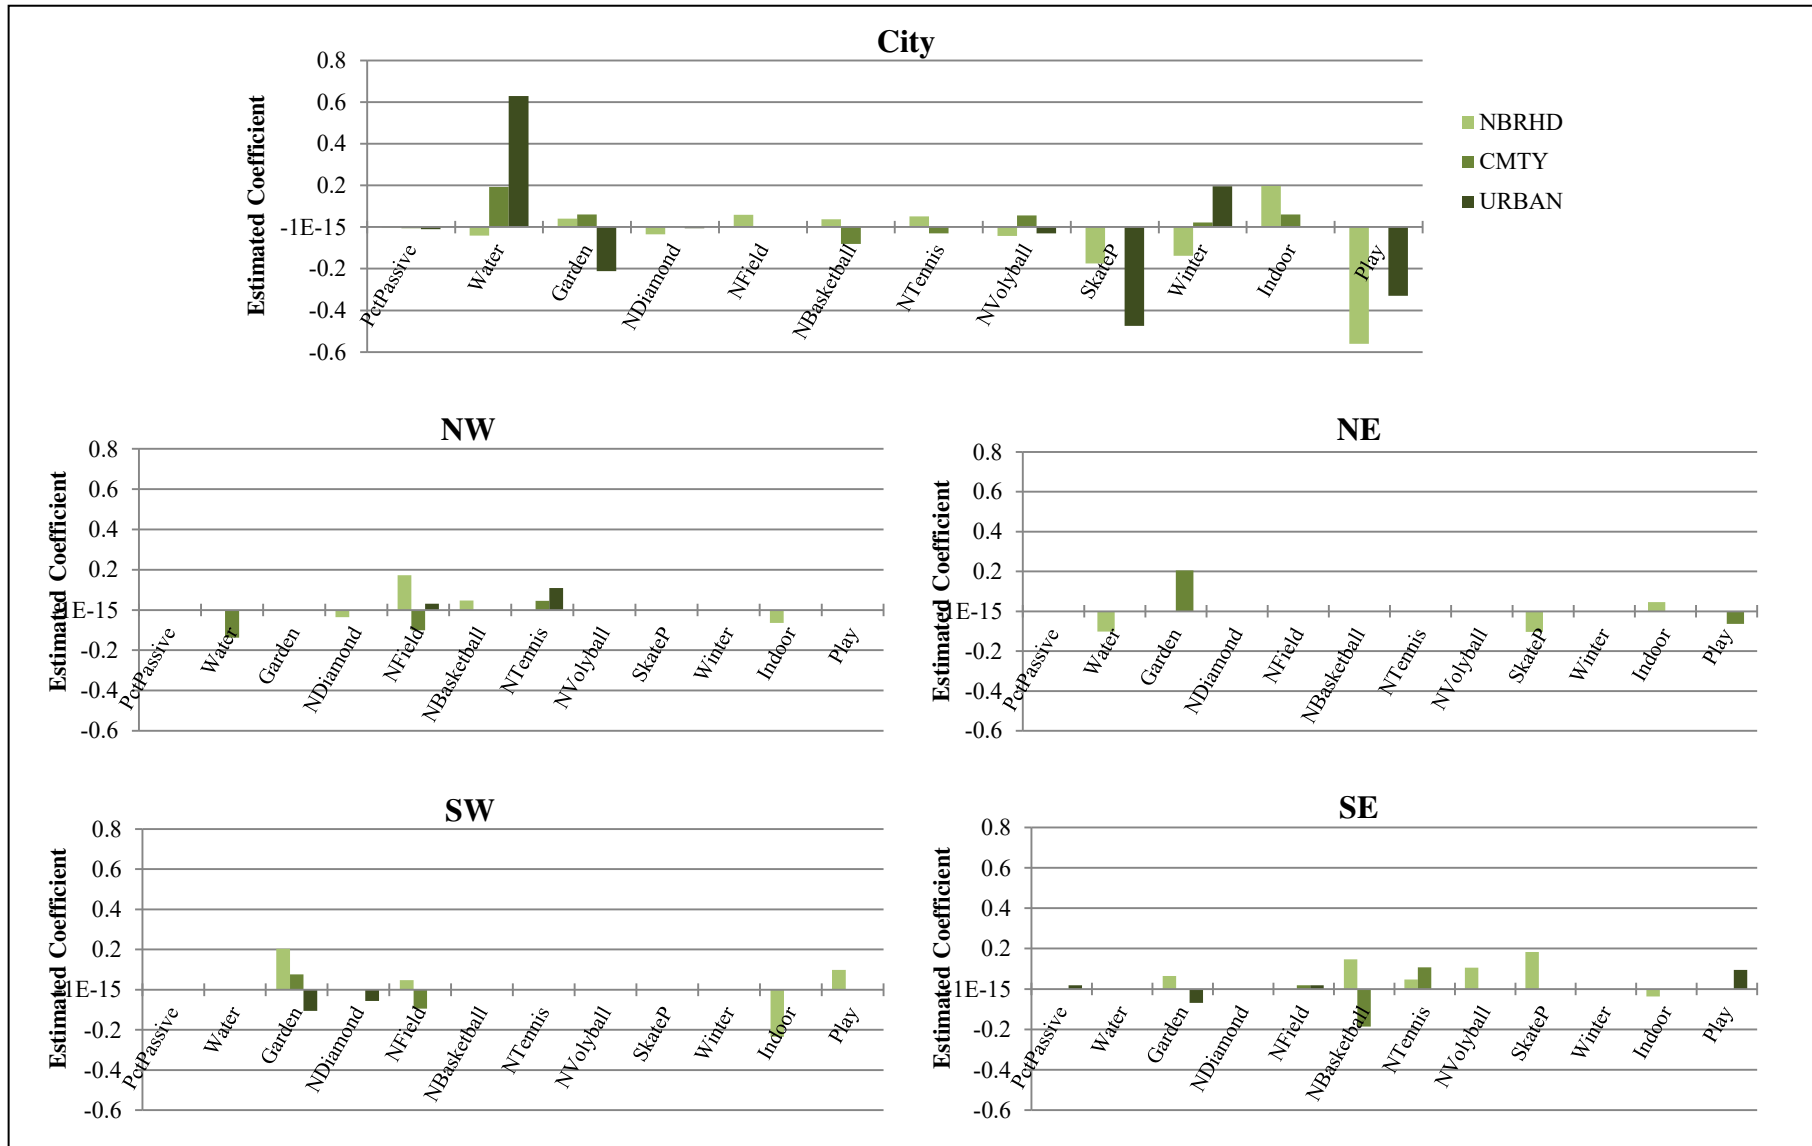 City
Estimated Coefficient
0.8
0.6
0.4
0.2
-1E-15
-0.2
-0.4
-0.6
PctPassive
Water
Garden
NDiamond
NField
NBasketball
NTennis
NVolyball
SkateP
Winter
Indoor
Play
NBRHD
CMTY
URBAN
NW
Estimated Coefficient
0.8
0.6
0.4
0.2
-1E-15
-0.2
-0.4
-0.6
PctPassive
Water
Garden
NDiamond
NField
NBasketball
NTennis
NVolyball
SkateP
Winter
Indoor
Play
NE
Estimated Coefficient
0.8
0.6
0.4
0.2
-1E-15
-0.2
-0.4
-0.6
PctPassive
Water
Garden
NDiamond
NField
NBasketball
NTennis
NVolyball
SkateP
Winter
Indoor
Play
SW
Estimated Coefficient
0.8
0.6
0.4
0.2
-1E-15
-0.2
-0.4
-0.6
PctPassive
Water
Garden
NDiamond
NField
NBasketball
NTennis
NVolyball
SkateP
Winter
Indoor
Play
SE
Estimated Coefficient
0.8
0.6
0.4
0.2
-1E-15
-0.2
-0.4
-0.6
PctPassive
Water
Garden
NDiamond
NField
NBasketball
NTennis
NVolyball
SkateP
Winter
Indoor
Play